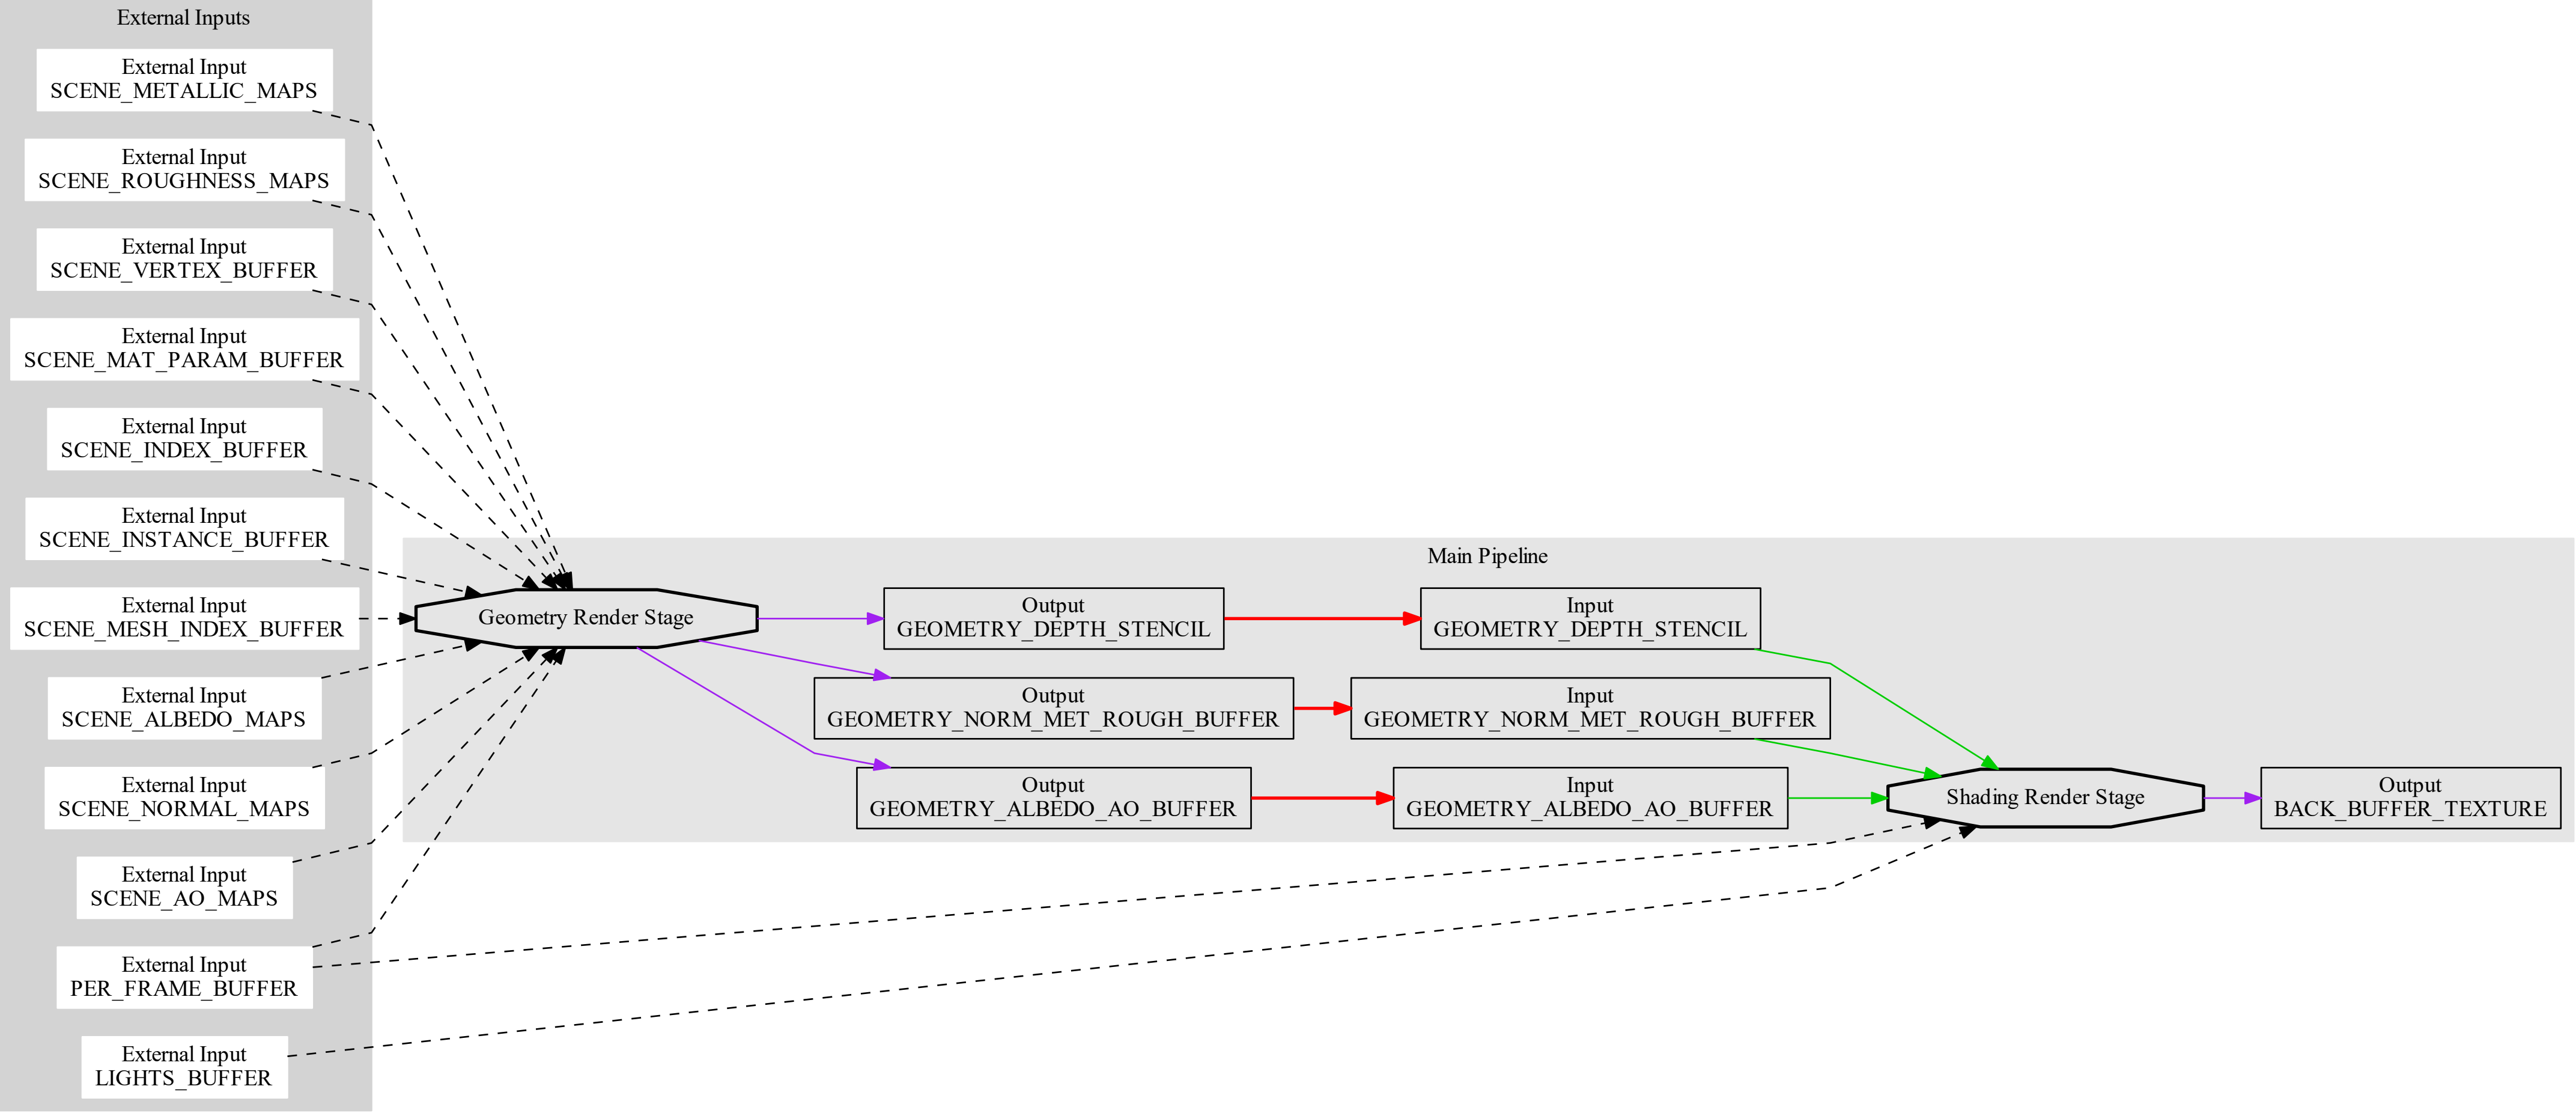 External Inputs
External Input
SCENE_METALLIC_MAPS
External Input
SCENE_ROUGHNESS_MAPS
External Input
SCENE_VERTEX_BUFFER
External Input
SCENE_MAT_PARAM_BUFFER
External Input
SCENE_INDEX_BUFFER
External Input
SCENE_INSTANCE_BUFFER
External Input
SCENE_MESH_INDEX_BUFFER
External Input
SCENE_ALBEDO_MAPS
External Input
SCENE_NORMAL_MAPS
External Input
SCENE_AO_MAPS
External Input
PER_FRAME_BUFFER
External Input
LIGHTS_BUFFER
Main Pipeline
Geometry Render Stage
Output
GEOMETRY_DEPTH_STENCIL
Input
GEOMETRY_DEPTH_STENCIL
Output
GEOMETRY_NORM_MET_ROUGH_BUFFER
Input
GEOMETRY_NORM_MET_ROUGH_BUFFER
Output
GEOMETRY_ALBEDO_AO_BUFFER
Input
GEOMETRY_ALBEDO_AO_BUFFER
Shading Render Stage
Output
BACK_BUFFER_TEXTURE